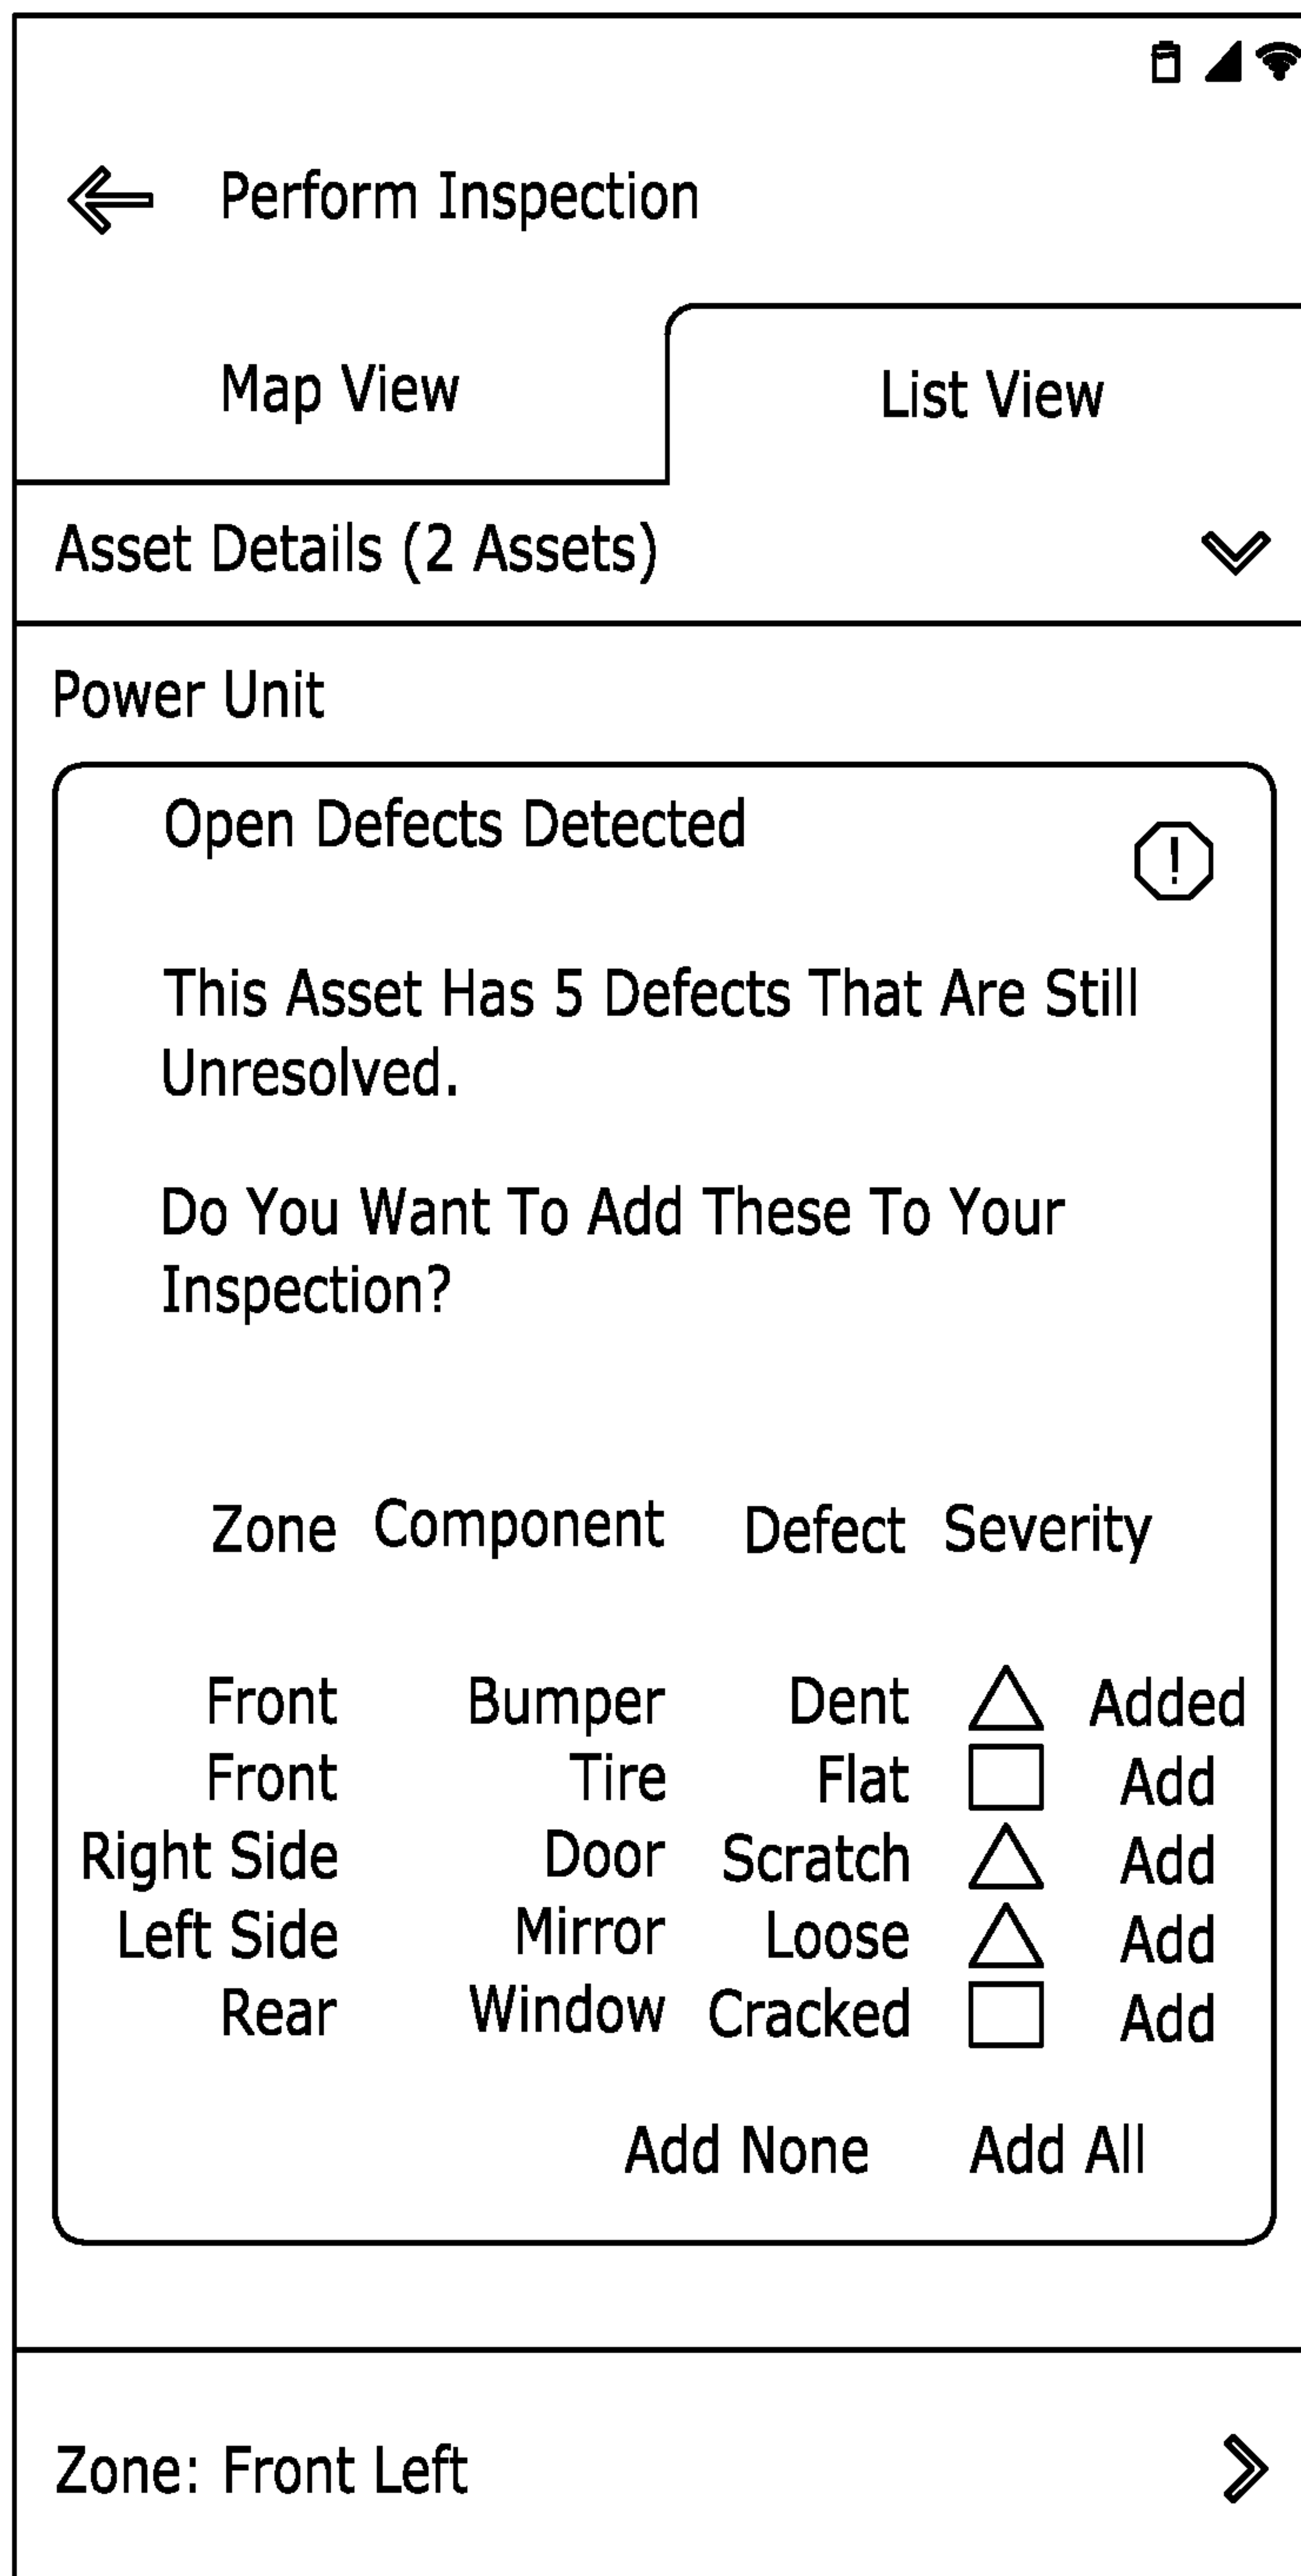 Perform Inspection
Map View
List View
Asset Details (2 Assets)
Power Unit
Open Defects Detected
!
This Asset Has 5 Defects That Are Still
Unresolved.
Do You Want To Add These To Your
Inspection?
Zone Component Defect Severity
Front Bumper Dent Added
Front Tire Flat Add
Right Side Door Scratch Add
Left Side Mirror Loose Add
Rear Window Cracked Add
Add None Add All
Zone: Front Left